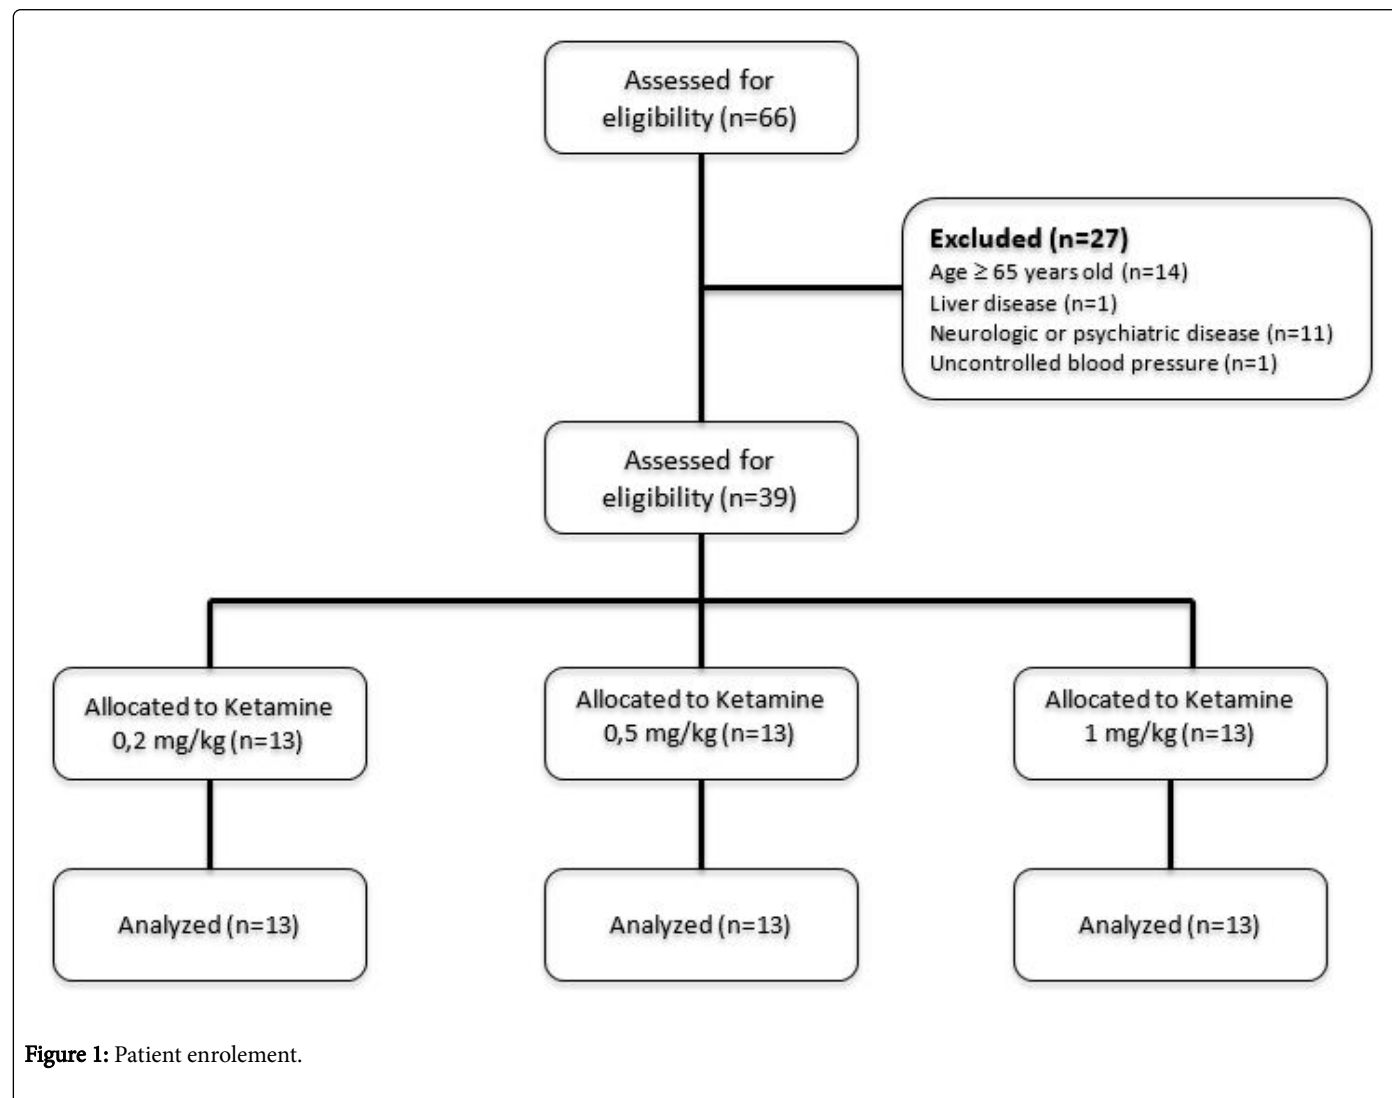 Assessed for
eligibility (n=66)
Excluded (n=27)
Age ≥ 65 years old (n=14)
Liver disease (n=1)
Neurologic or psychiatric disease (n=11)
Uncontrolled blood pressure (n=1)
Assessed for
eligibility (n=39)
Allocated to Ketamine
0,2 mg/kg (n=13)
Allocated to Ketamine
0,5 mg/kg (n=13)
Allocated to Ketamine
1 mg/kg (n=13)
Analyzed (n=13)
Analyzed (n=13)
Analyzed (n=13)
Figure 1: Patient enrolement.